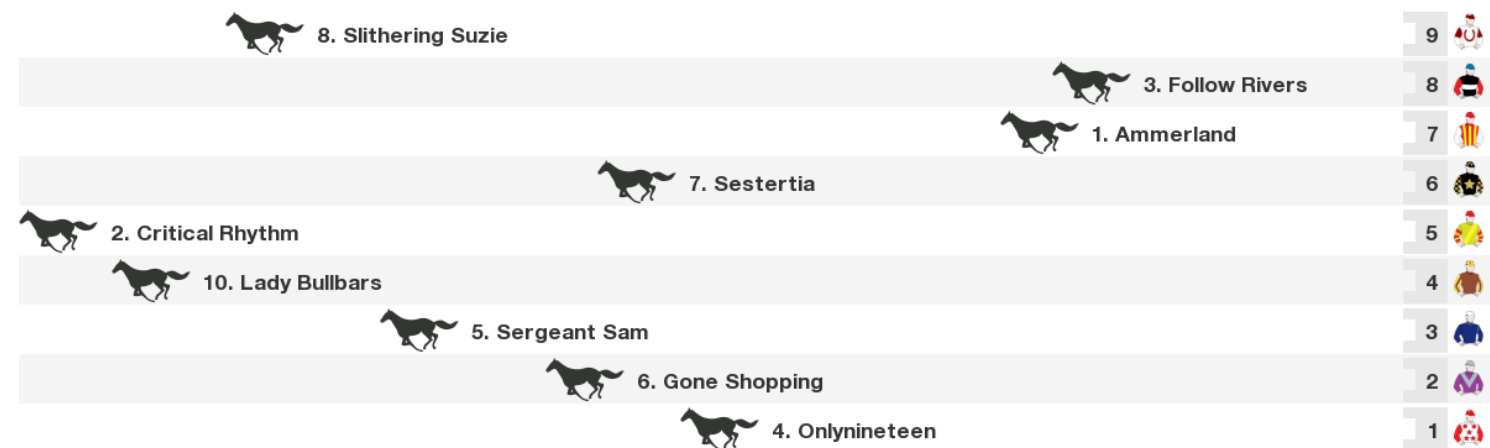 8. Slithering Suzie 9
3. Follow Rivers 8
1. Ammerland 7
7. Sestertia 6
2. Critical Rhythm 5
10. Lady Bullbars 4
5. Sergeant Sam 3
6. Gone Shopping 2
4. Onlynineteen 1